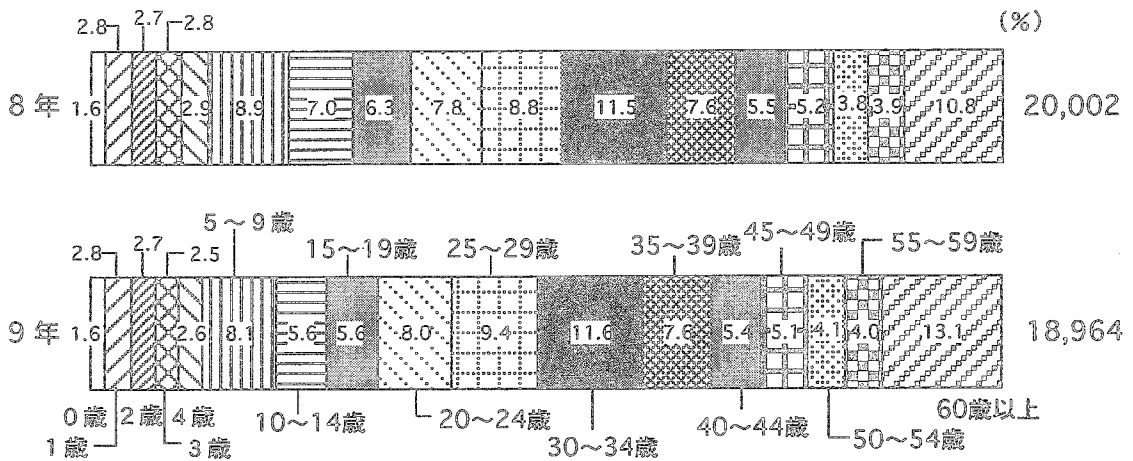 2.8 2.7 2.8 (%)
8年 1.6 2.9 8.9 7.0 6.3 7.8 8.8 11.5 7.6 5.5 5.2 3.8 3.9 10.8 20,002
5～9歳 15～19歳 25～29歳 35～39歳 45～49歳 55～59歳
2.8 2.7 2.5
9年 1.6 2.6 8.1 5.6 5.6 8.0 9.4 11.6 7.6 5.4 5.1 4.1 4.0 13.1 18,964
0歳 2歳 4歳 10～14歳 20～24歳 40～44歳 60歳以上
1歳 3歳 30～34歳 50～54歳